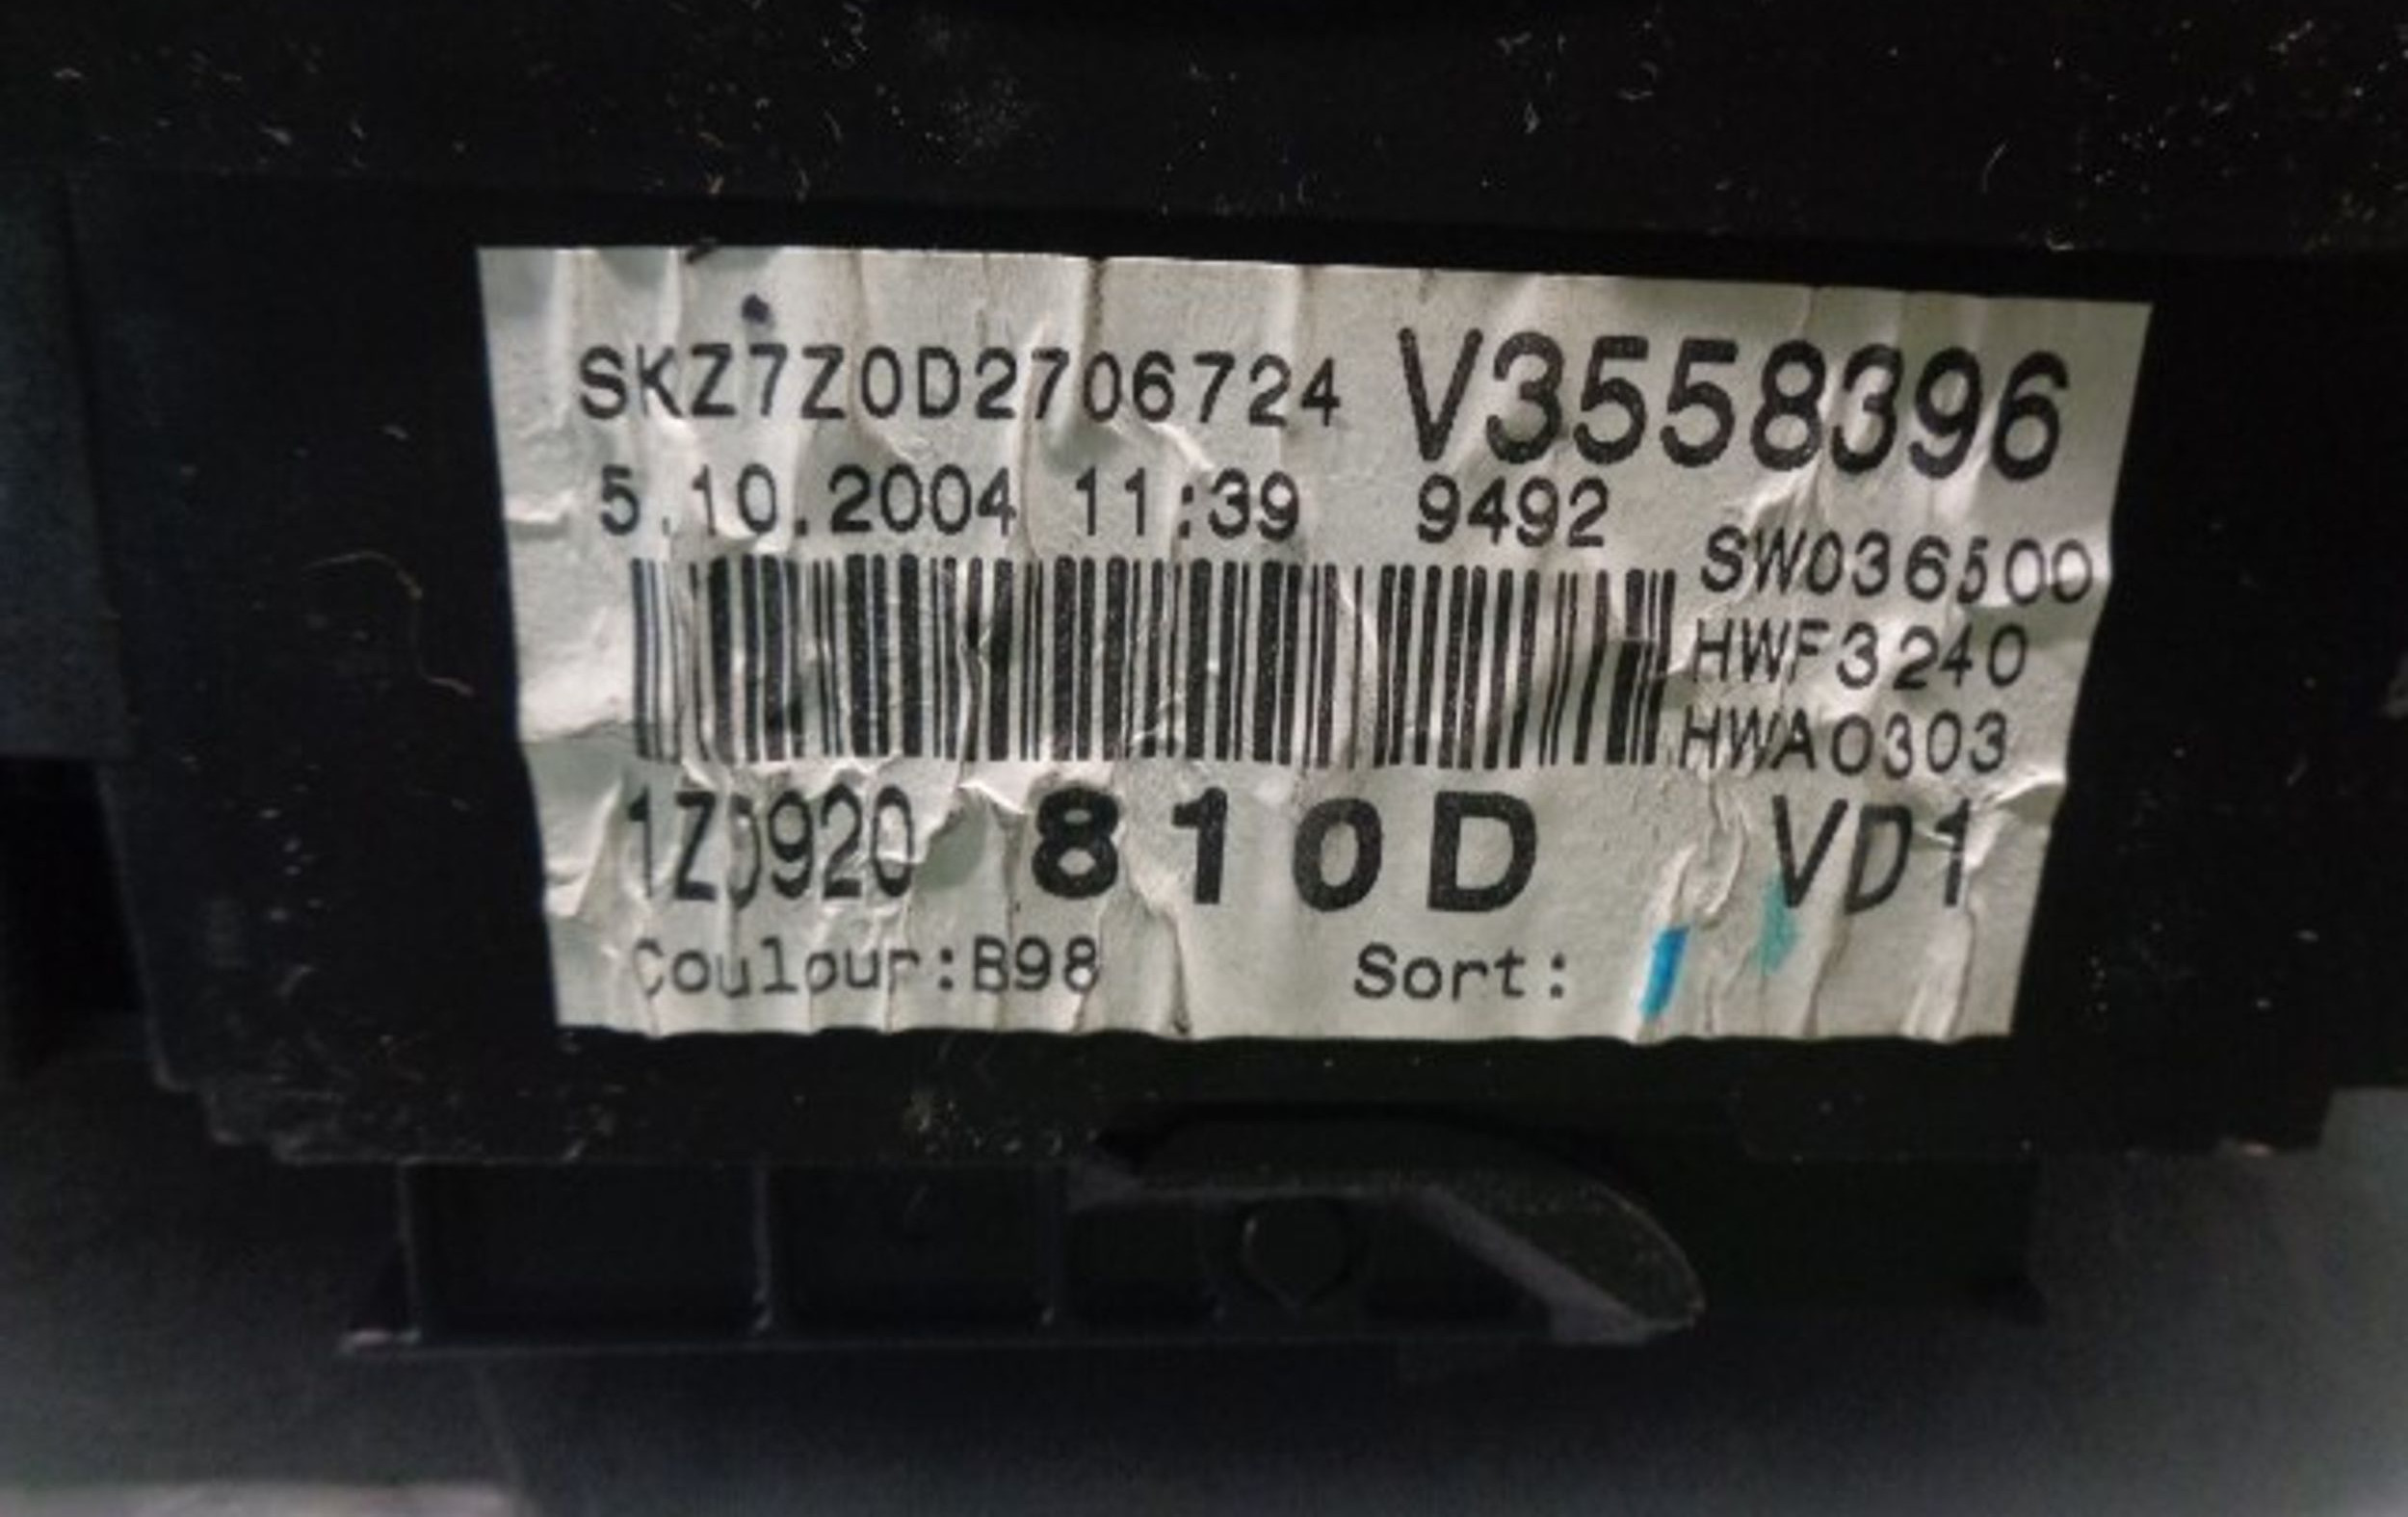 SKZ7Z0D2706724 V3558396
5.10.2004 11:39 9492
SW036500
HWF3240
HWA0303
1Z0920 810D VD1
Coulour:B98 Sort: